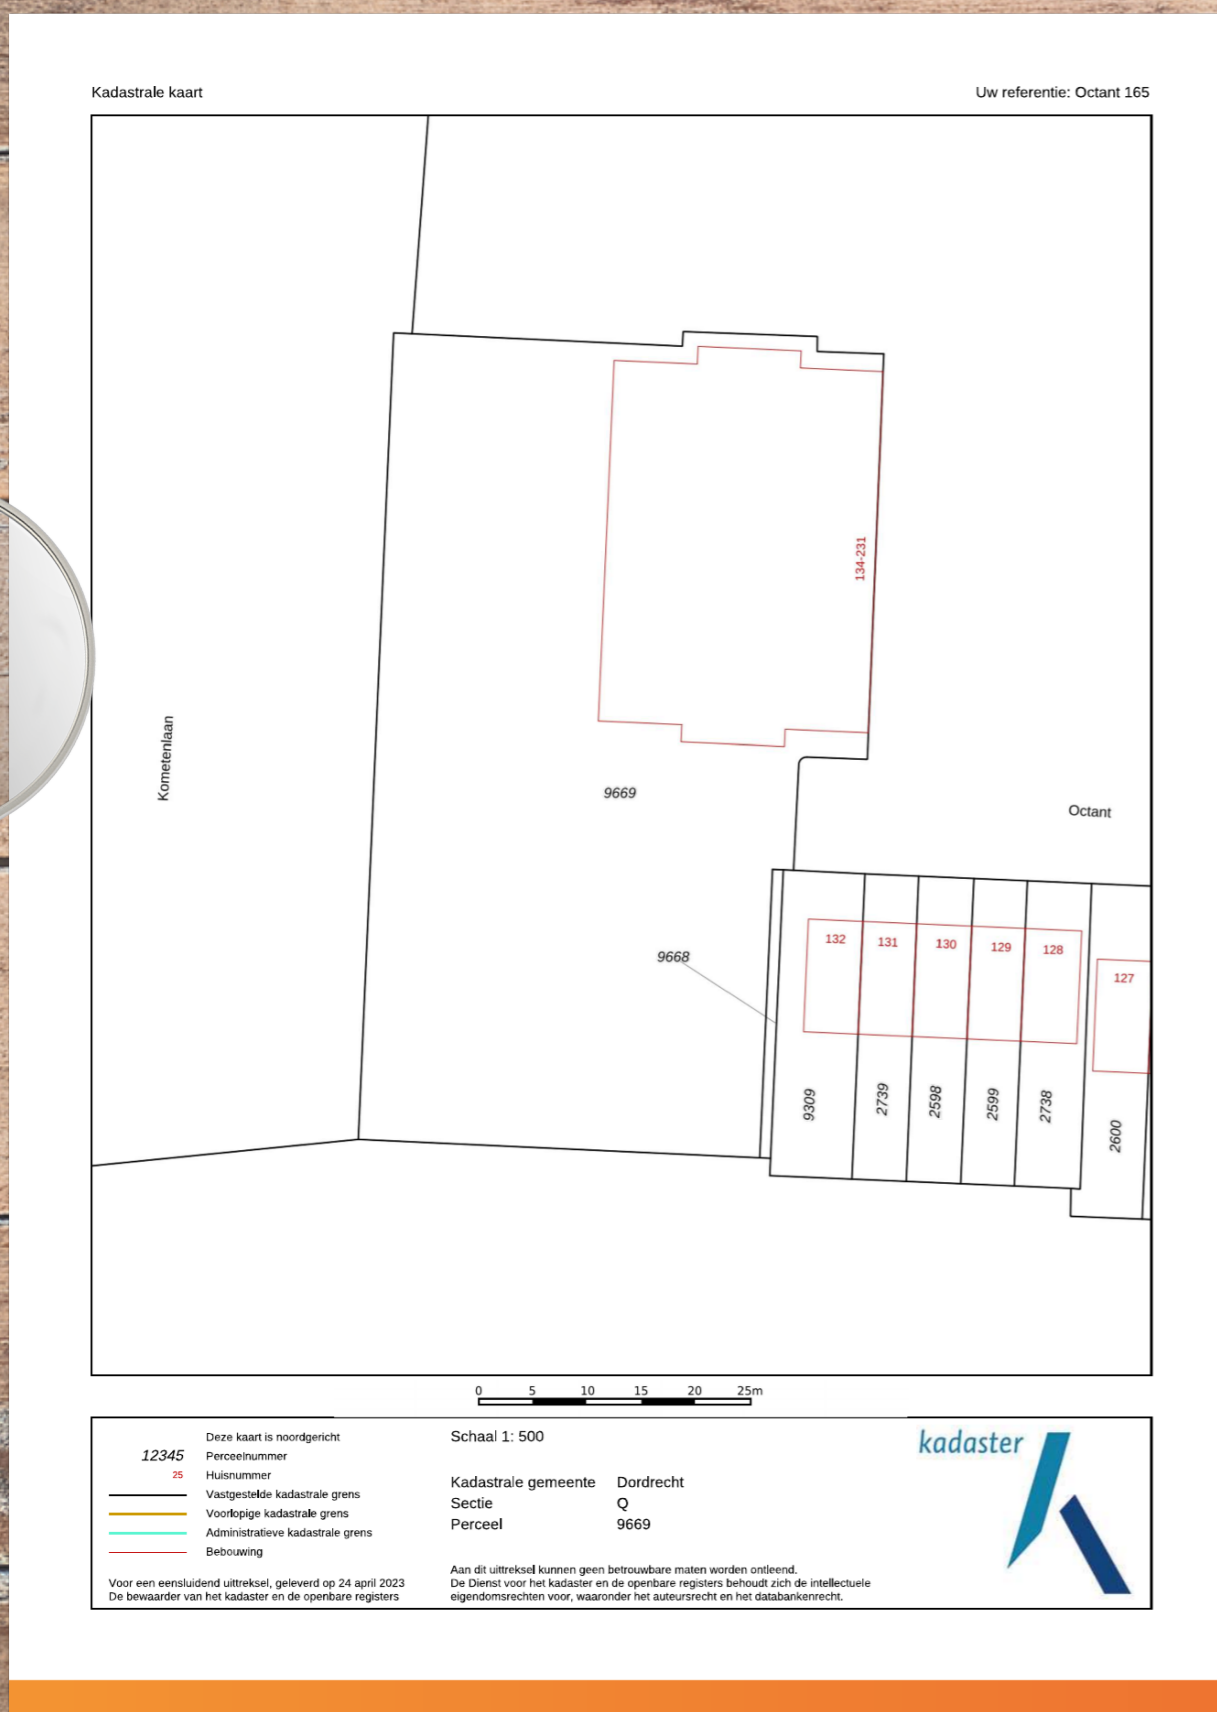 Kadastrale kaart
Uw referentie: Octant 165
134-231
Kometenlaan
9669
Octant
9668
132
131
130
129
128
127
9309
2739
2598
2599
2738
2600
0 5 10 15 20 25m
Deze kaart is noordgericht
12345 Perceelnummer
25 Huisnummer
Vastgestelde kadastrale grens
Voorlopige kadastrale grens
Administratieve kadastrale grens
Bebouwing
Voor een eensluidend uittreksel, geleverd op 24 april 2023
De bewaarder van het kadaster en de openbare registers
Schaal 1: 500
Kadastrale gemeente Dordrecht
Sectie Q
Perceel 9669
Aan dit uittreksel kunnen geen betrouwbare maten worden ontleend.
De Dienst voor het kadaster en de openbare registers behoudt zich de intellectuele
eigendomsrechten voor, waaronder het auteursrecht en het databankenrecht.
kadaster